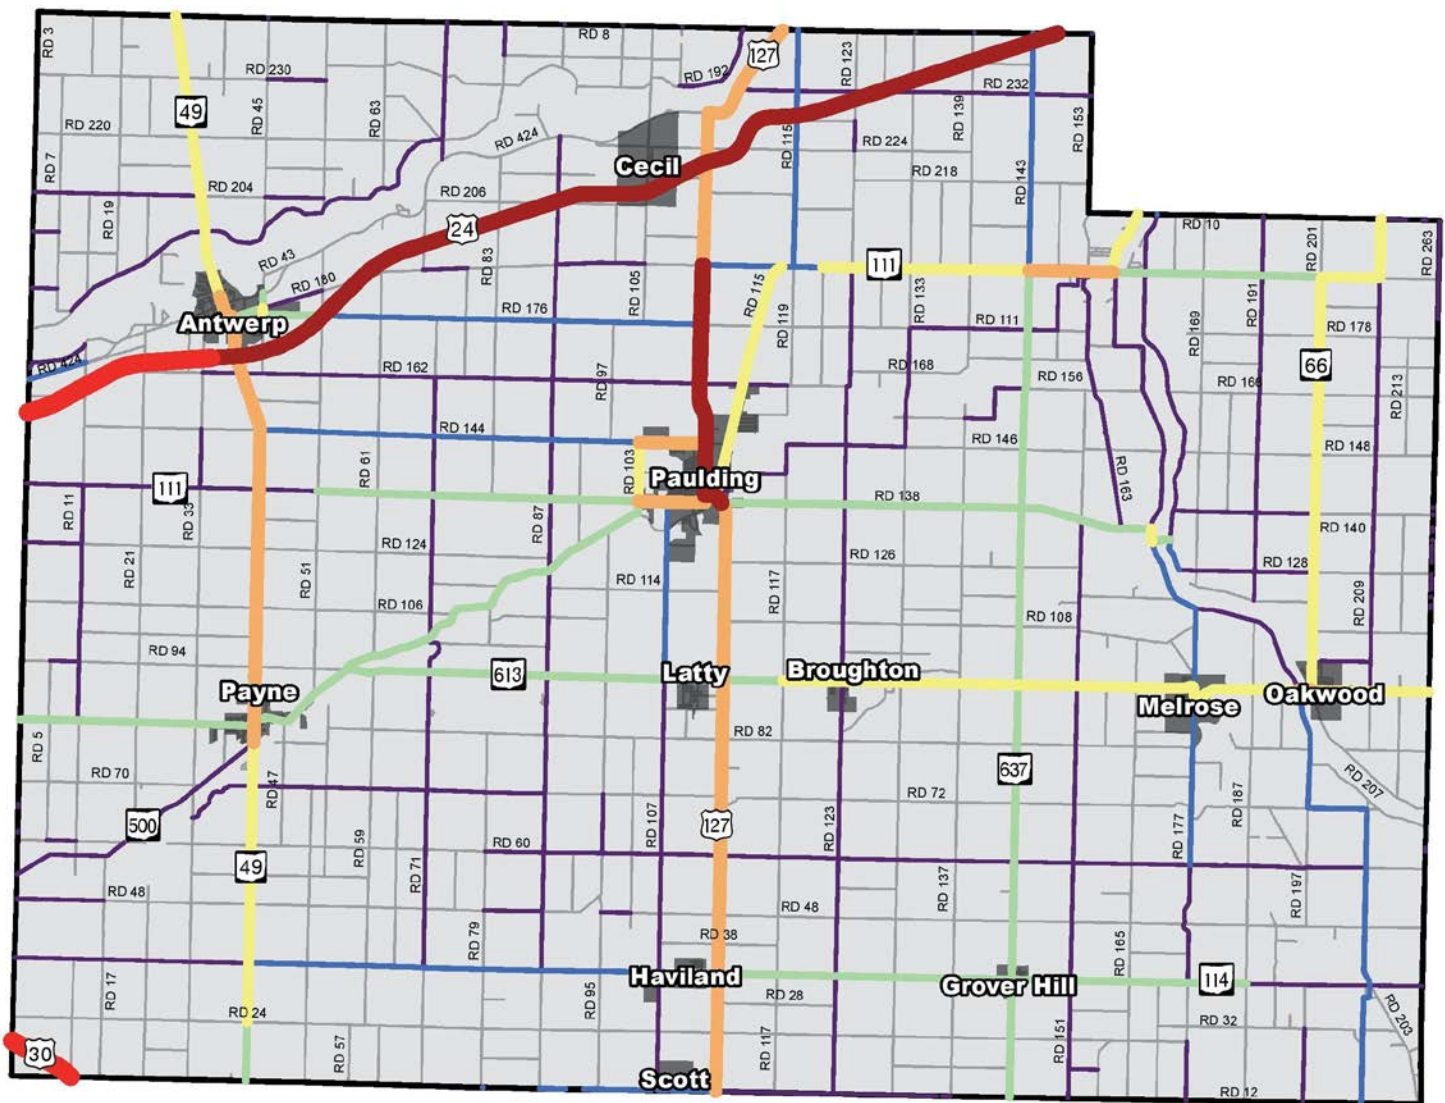 RD 3
RD 8
127
RD 123
RD 192
RD 230
RD 232
49
RD 45
RD 63
RD 139
RD 153
RD 220
RD 424
RD 115
RD 224
RD 7
Cecil
RD 218
RD 143
RD 204
RD 206
RD 19
24
RD 10
RD 201
RD 263
RD 43
RD 83
111
RD 180
RD 105
RD 115
RD 133
RD 191
RD 176
RD 119
RD 111
RD 169
RD 178
Antwerp
RD 424
RD 162
RD 97
RD 168
RD 156
RD 166
66
RD 213
RD 144
RD 146
RD 148
RD 61
RD 103
Paulding
RD 163
111
RD 11
RD 33
RD 87
RD 138
RD 140
RD 21
RD 124
RD 126
RD 128
RD 51
RD 114
RD 117
RD 209
RD 106
RD 108
RD 94
613
Latty
Broughton
Payne
Melrose
Oakwood
RD 5
RD 82
RD 70
RD 47
637
RD 207
RD 72
RD 187
500
RD 107
127
RD 123
RD 177
RD 59
RD 60
49
RD 71
RD 137
RD 197
RD 48
RD 48
RD 79
RD 38
RD 165
Haviland
Grover Hill
114
RD 17
RD 95
RD 28
RD 203
RD 24
RD 32
30
RD 57
RD 117
RD 151
Scott
RD 12